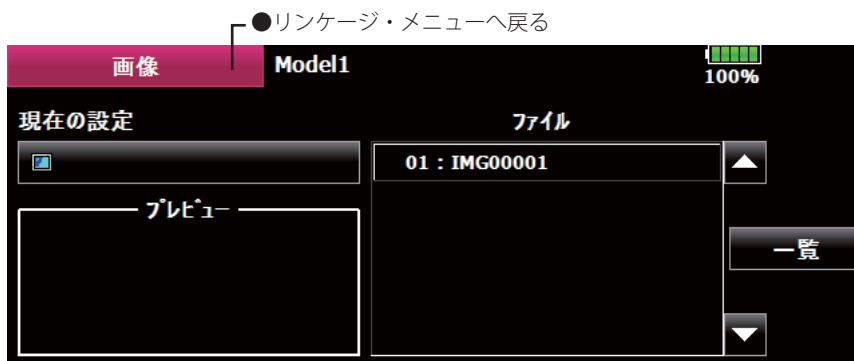 ●リンケージ・メニューへ戻る
画像 Model1 100%
現在の設定 ファイル
01：IMG00001
プレビュー
一覧